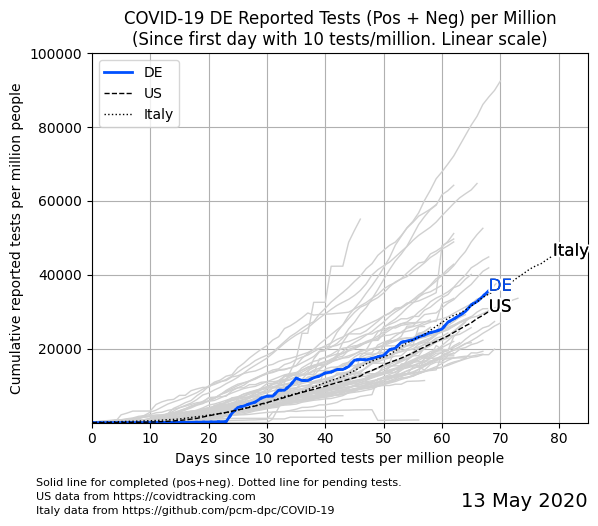 COVID-19 DE Reported Tests (Pos + Neg) per Million
(Since first day with 10 tests/million. Linear scale)
DE
US
Italy
100000
80000
60000
40000
20000
Cumulative reported tests per million people
Italy
DE
US
0 10 20 30 40 50 60 70 80
Days since 10 reported tests per million people
Solid line for completed (pos+neg). Dotted line for pending tests.
US data from https://covidtracking.com
Italy data from https://github.com/pcm-dpc/COVID-19
13 May 2020